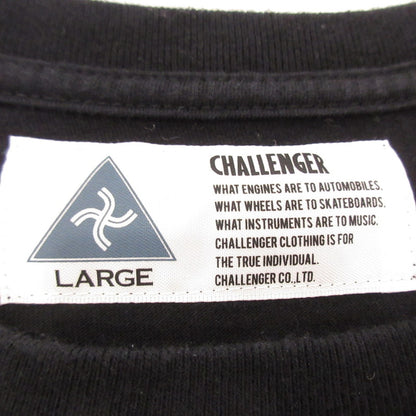 CHALLENGER
WHAT ENGINES ARE TO AUTOMOBILES.
WHAT WHEELS ARE TO SKATEBOARDS.
WHAT INSTRUMENTS ARE TO MUSIC.
CHALLENGER CLOTHING IS FOR
THE TRUE INDIVIDUAL.
CHALLENGER CO.,LTD.
LARGE